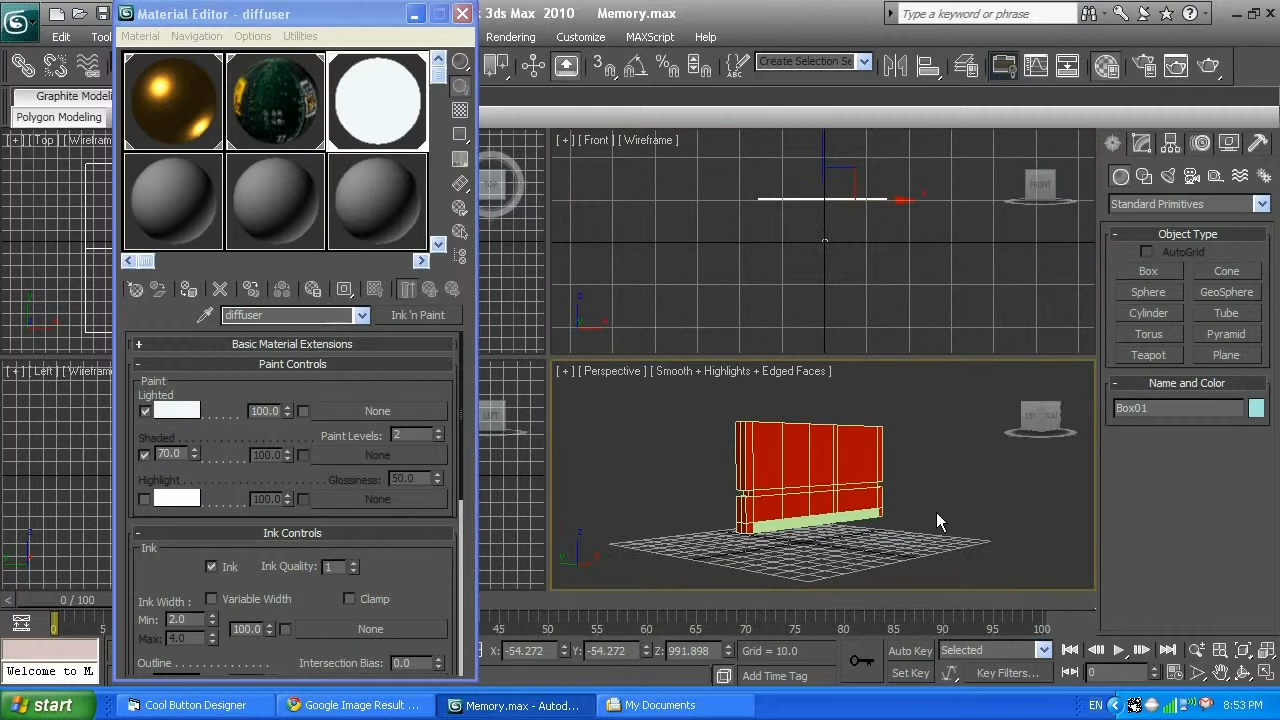 Material Editor - diffuser
s Max 2010 Memory.max
Type a keyword or phrase
Edit
Rendering Customize MAXScript Help
Material Navigation Options Utilities
Create Selection Se
Graphite Modeli
Polygon Modeling
[ + ] [ Top ] [ Wirefram
TOP
[ + ] [ Front ] [ Wireframe ]
FRONT
Standard Primitives
Object Type
AutoGrid
Box Cone
Sphere GeoSphere
Cylinder Tube
Torus Pyramid
Teapot Plane
Name and Color
Box01
diffuser
Ink 'n Paint
Basic Material Extensions
Paint Controls
Paint
Lighted
100.0
None
Shaded
Paint Levels: 2
70.0
100.0
None
Highlight
Glossiness: 50.0
100.0
None
Ink Controls
Ink
Ink
Ink Quality: 1
Variable Width
Clamp
Ink Width:
Min: 2.0
Max: 4.0
100.0
None
Outline
Intersection Bias: 0.0
[ + ] [ Left ] [ Wirefram
LEFT
[ + ] [ Perspective ] [ Smooth + Highlights + Edged Faces ]
0 / 100
5 45 50 55 60 65 70 75 80 85 90 95 100
Welcome to M
X: -54.272 Y: -54.272 Z: 991.898 Grid = 10.0
Add Time Tag
Auto Key
Selected
Set Key
Key Filters...
0
start
Cool Button Designer
Google Image Result ...
Memory.max - Autod...
My Documents
EN
8:53 PM